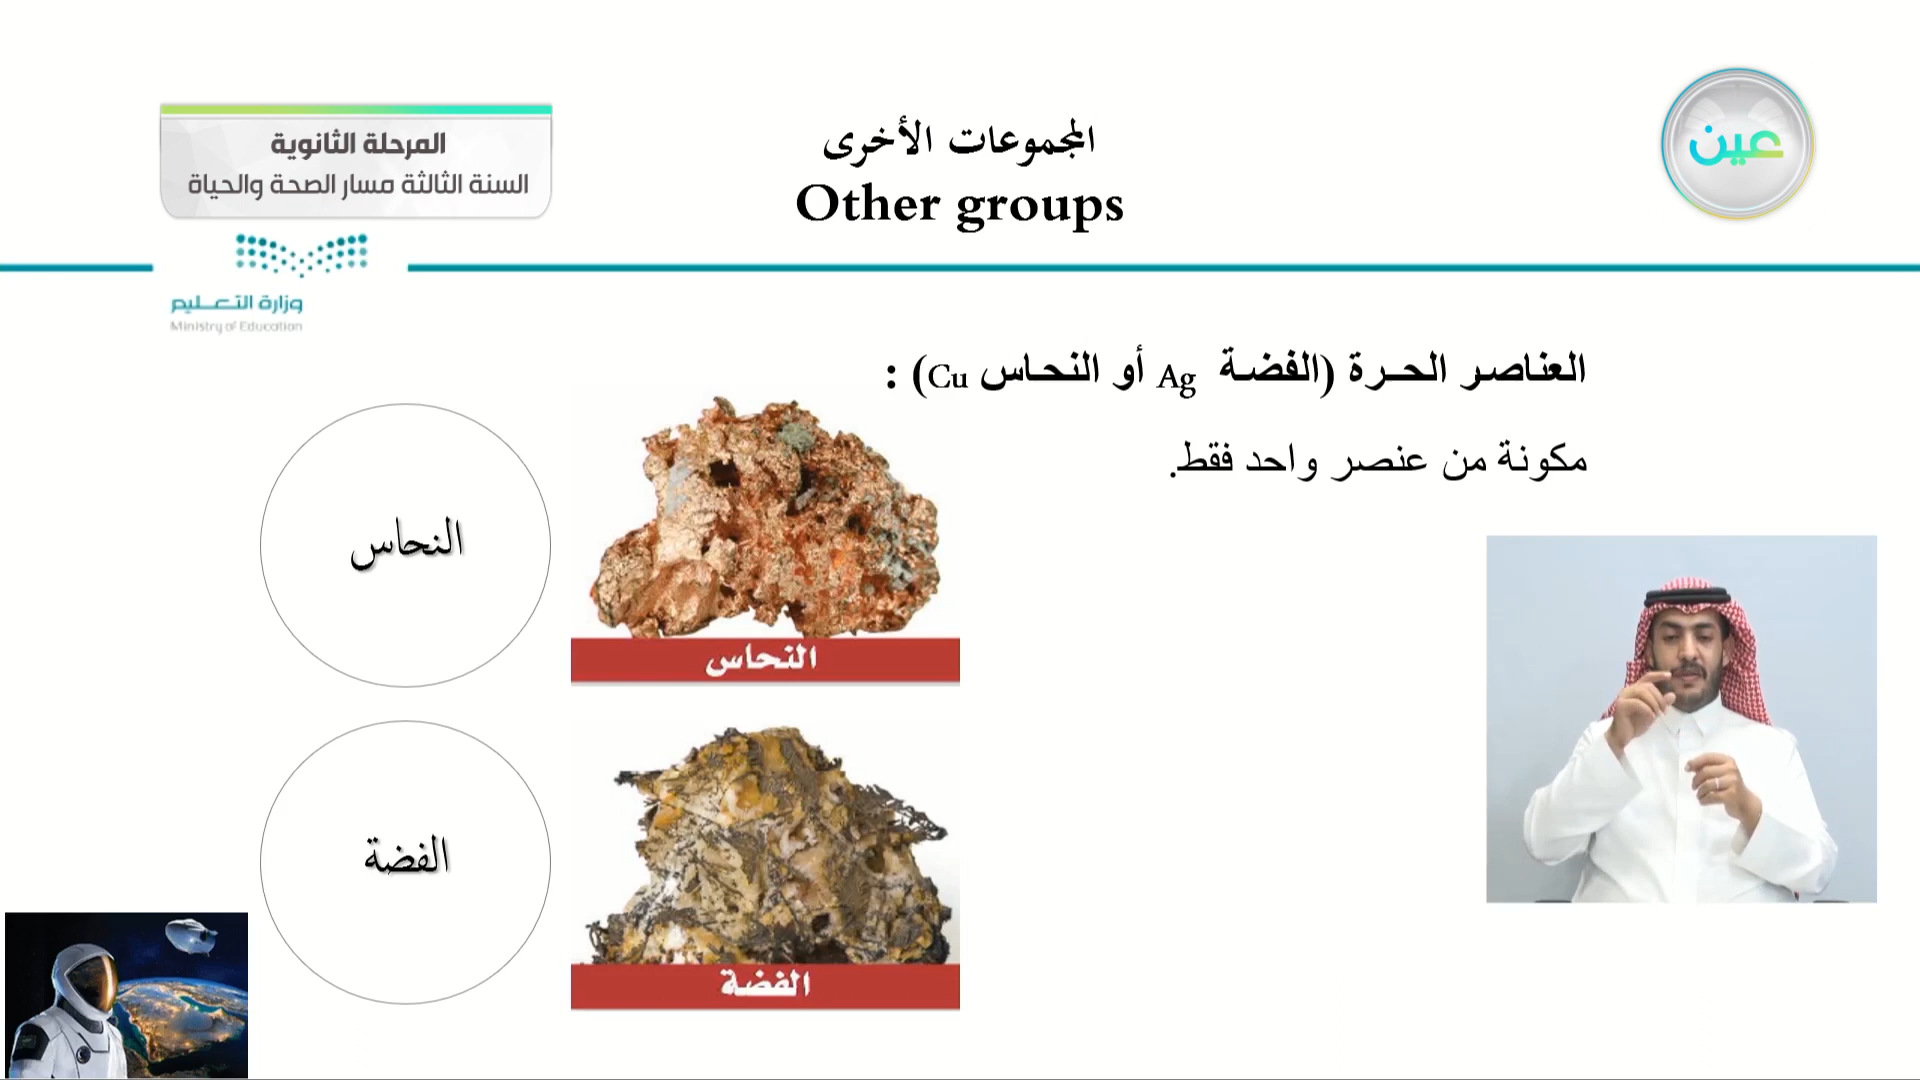 المرحلة الثانوية
السنة الثالثة مسار الصحة والحياة
المجموعات الأخرى
Other groups
عين
وزارة التعليم
Ministry of Education
العناصر الحرة (الفضة Ag أو النحاس Cu) :
مكونة من عنصر واحد فقط.
النحاس
النحاس
الفضة
الفضة